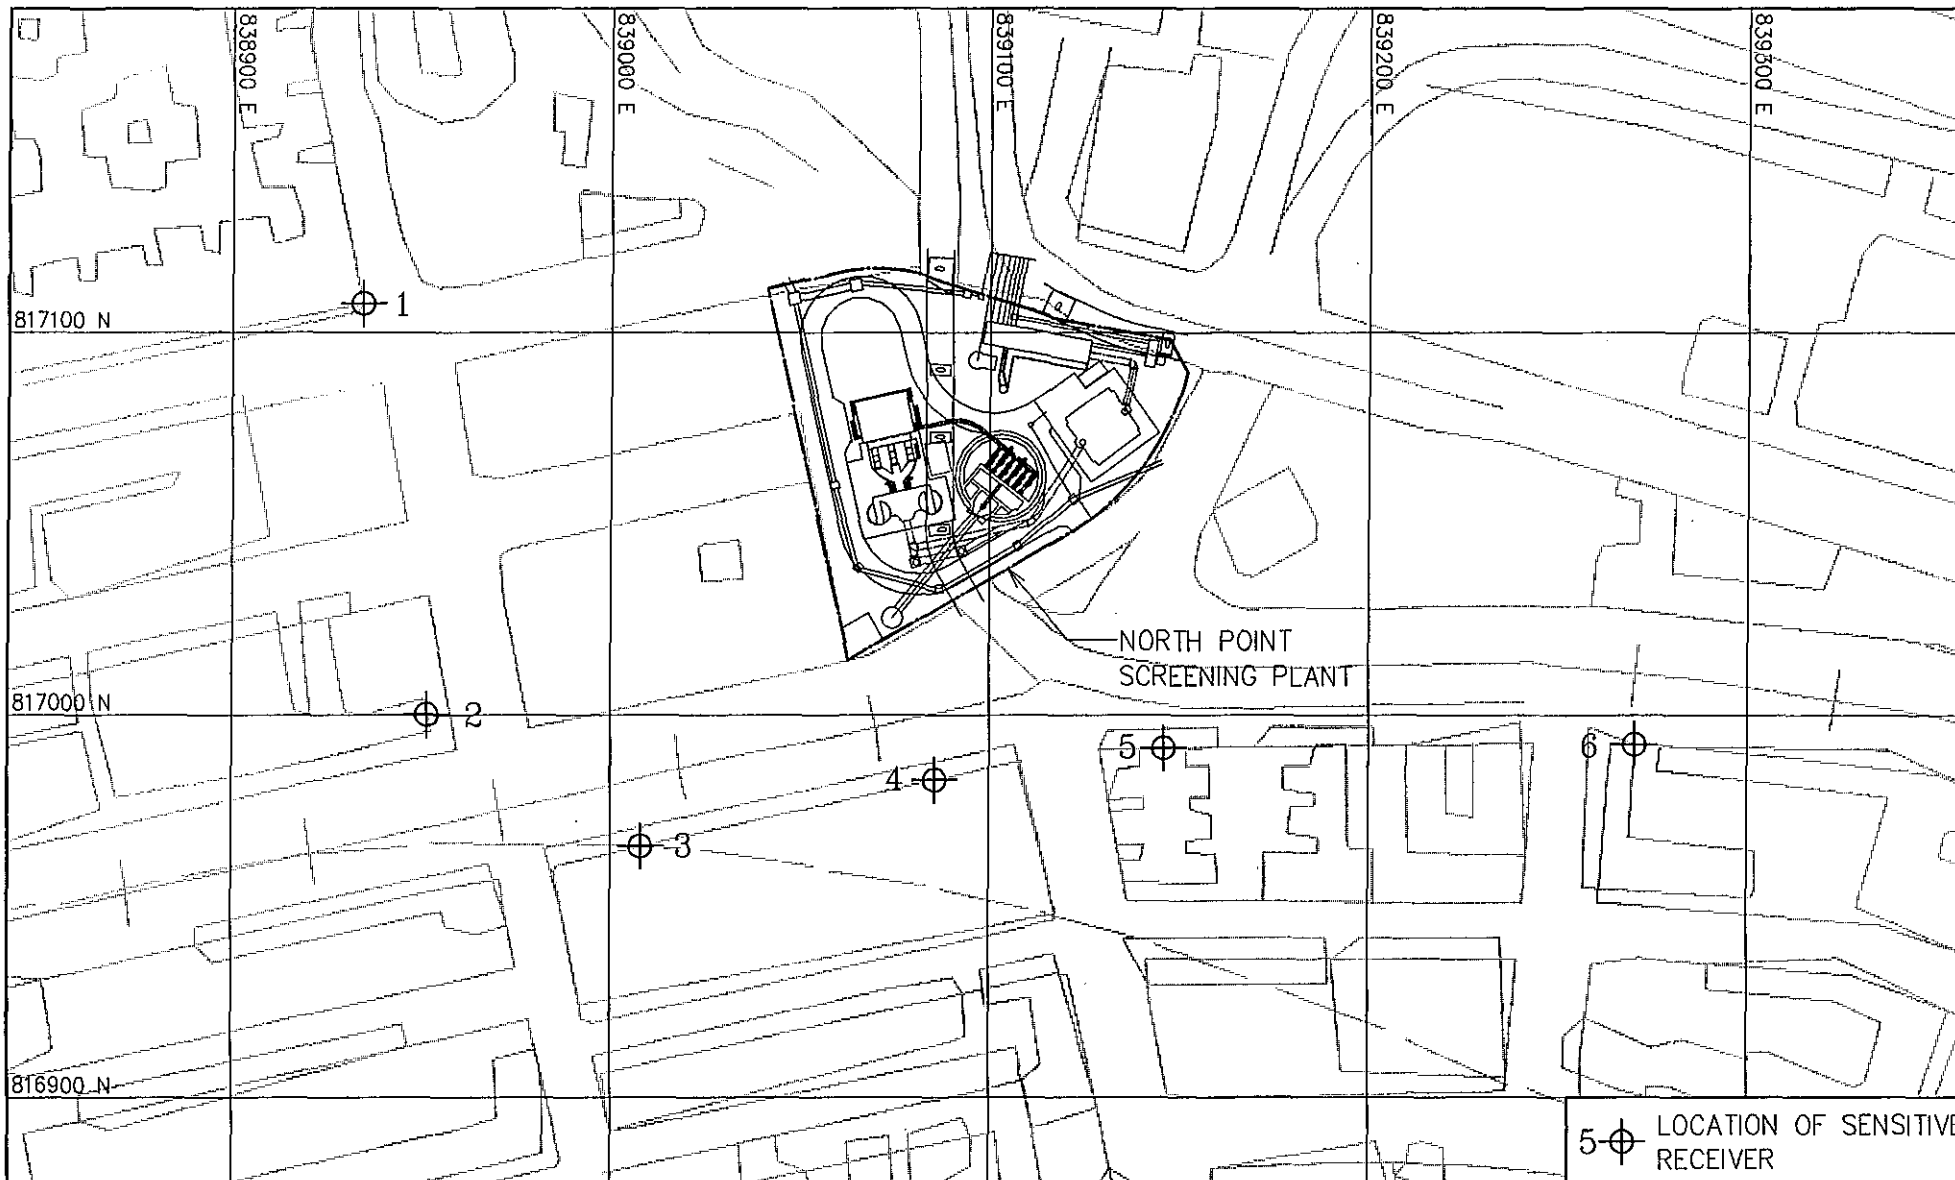 838900 E
839000 E
839100 E
839200 E
839300 E
1
817100 N
NORTH POINT
SCREENING PLANT
817000 N
2
5
6
4
3
816900 N
5 LOCATION OF SENSITIVE
RECEIVER